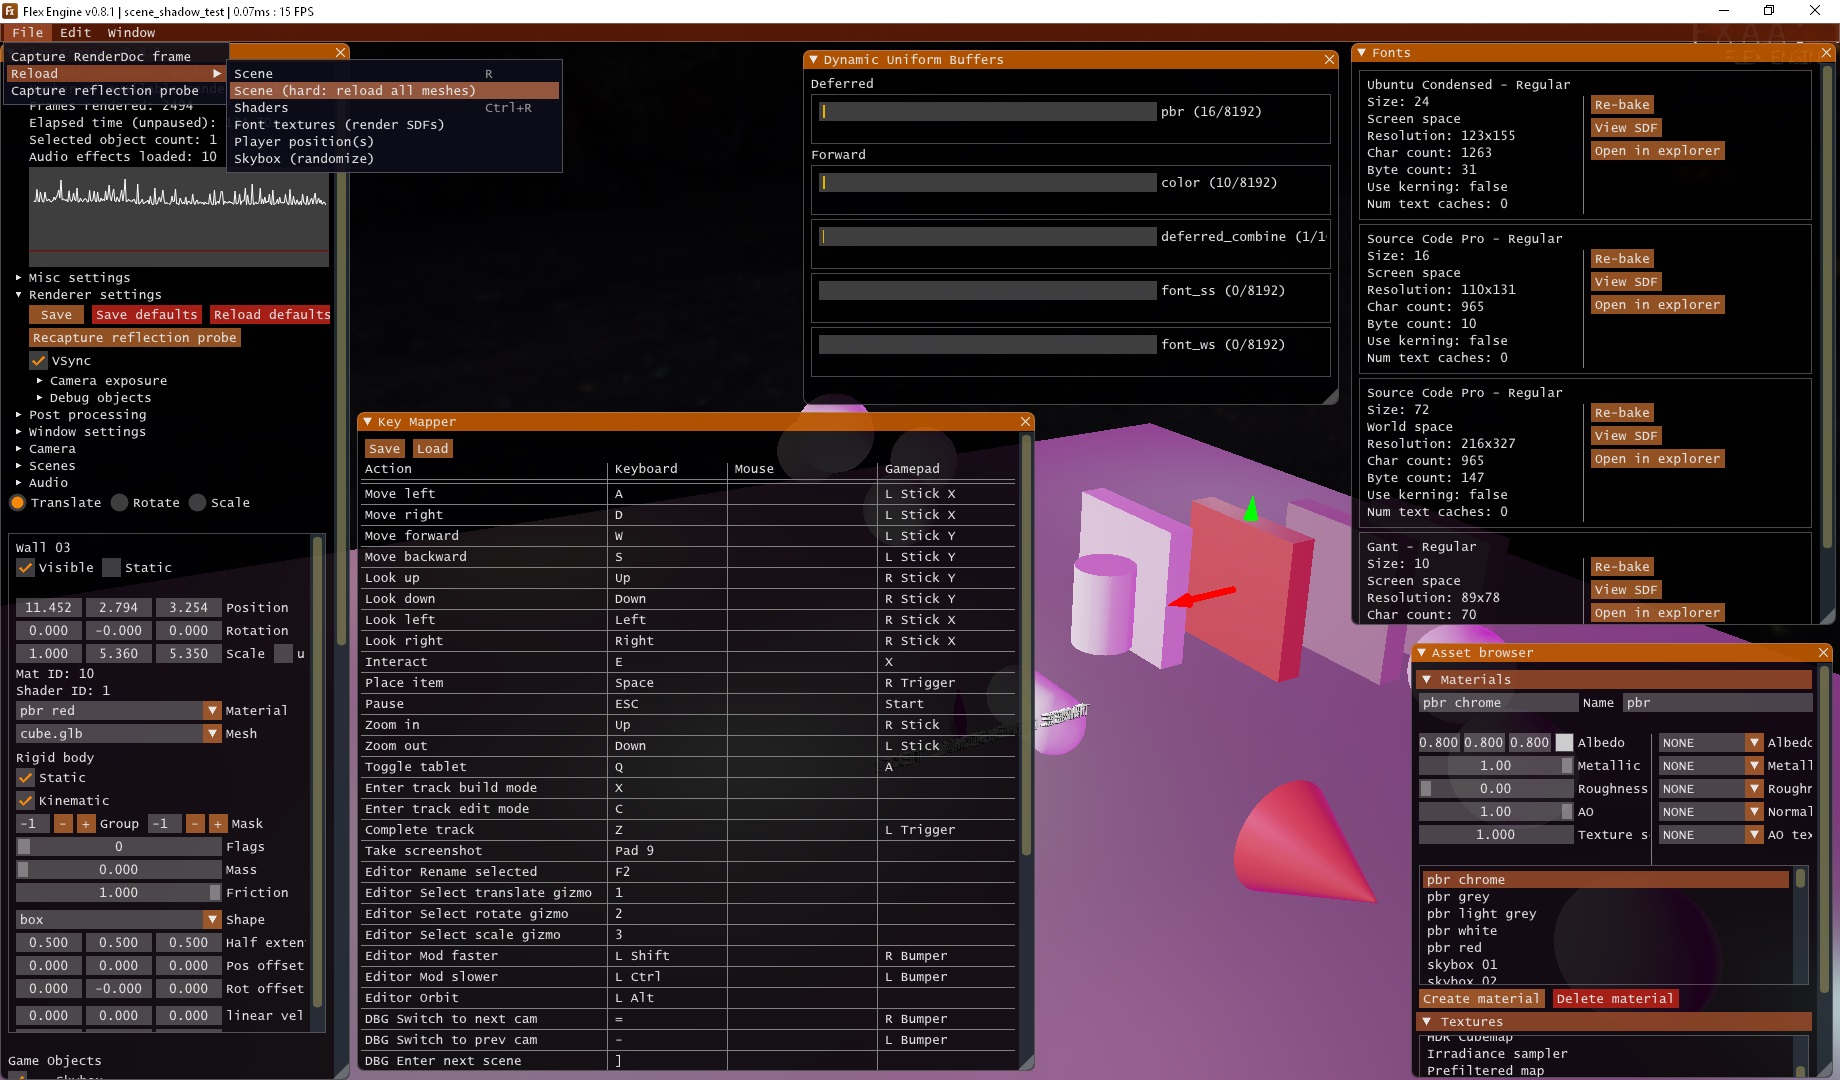 Flex Engine v0.8.1 | scene_shadow_test | 0.07ms : 15 FPS
File Edit Window
Capture RenderDoc frame
Reload
Capture reflection probe
Scene R
Scene (hard: reload all meshes)
Shaders Ctrl+R
Font textures (render SDFs)
Player position(s)
Skybox (randomize)
Frames rendered: 2494
Elapsed time (unpaused):
Selected object count: 1
Audio effects loaded: 10
Misc settings
Renderer settings
Save Save defaults Reload defaults
Recapture reflection probe
VSync
Camera exposure
Debug objects
Post processing
Window settings
Camera
Scenes
Audio
Translate Rotate Scale
Wall 03
Visible Static
11.452 2.794 3.254 Position
0.000 -0.000 0.000 Rotation
1.000 5.360 5.350 Scale u
Mat ID: 10
Shader ID: 1
pbr red Material
cube.glb Mesh
Rigid body
Static
Kinematic
-1 - + Group -1 - + Mask
0 Flags
0.000 Mass
1.000 Friction
box Shape
0.500 0.500 0.500 Half exten
0.000 0.000 0.000 Pos offset
0.000 -0.000 0.000 Rot offset
0.000 0.000 0.000 linear vel
Game Objects
Key Mapper
Save Load
Action Keyboard Mouse Gamepad
Move left A L Stick X
Move right D L Stick X
Move forward W L Stick Y
Move backward S L Stick Y
Look up Up R Stick Y
Look down Down R Stick Y
Look left Left R Stick X
Look right Right R Stick X
Interact E X
Place item Space R Trigger
Pause ESC Start
Zoom in Up R Stick
Zoom out Down L Stick
Toggle tablet Q A
Enter track build mode X
Enter track edit mode C
Complete track Z L Trigger
Take screenshot Pad 9
Editor Rename selected F2
Editor Select translate gizmo 1
Editor Select rotate gizmo 2
Editor Select scale gizmo 3
Editor Mod faster L Shift R Bumper
Editor Mod slower L Ctrl L Bumper
Editor Orbit L Alt
DBG Switch to next cam = R Bumper
DBG Switch to prev cam - L Bumper
DBG Enter next scene ]
Dynamic Uniform Buffers
Deferred
pbr (16/8192)
Forward
color (10/8192)
deferred_combine (1/1
font_ss (0/8192)
font_ws (0/8192)
Fonts
Ubuntu Condensed - Regular
Size: 24
Screen space
Resolution: 123x155
Char count: 1263
Byte count: 31
Use kerning: false
Num text caches: 0
Re-bake
View SDF
Open in explorer
Source Code Pro - Regular
Size: 16
Screen space
Resolution: 110x131
Char count: 965
Byte count: 10
Use kerning: false
Num text caches: 0
Re-bake
View SDF
Open in explorer
Source Code Pro - Regular
Size: 72
World space
Resolution: 216x327
Char count: 965
Byte count: 147
Use kerning: false
Num text caches: 0
Re-bake
View SDF
Open in explorer
Gant - Regular
Size: 10
Screen space
Resolution: 89x78
Char count: 70
Re-bake
View SDF
Open in explorer
Asset browser
Materials
pbr chrome Name pbr
0.800 0.800 0.800 Albedo NONE Albedo
1.00 Metallic NONE Metall
0.00 Roughness NONE Roughr
1.00 AO NONE Normal
1.000 Texture s NONE AO tex
pbr chrome
pbr grey
pbr light grey
pbr white
pbr red
skybox 01
skybox 02
Create material Delete material
Textures
HDR Cubemap
Irradiance sampler
Prefiltered map